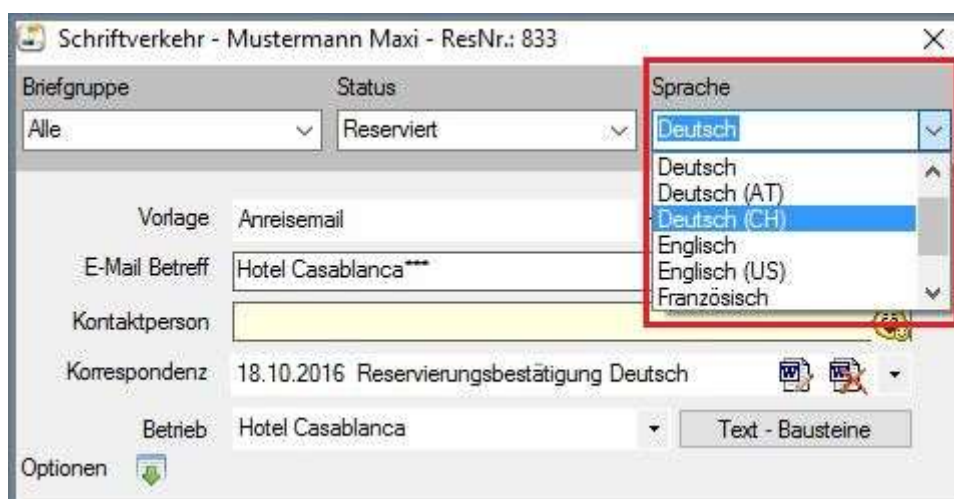 Schriftverkehr - Mustermann Maxi - ResNr.: 833
Briefgruppe Status Sprache
Alle Reserviert Deutsch
Deutsch
Deutsch (AT)
Deutsch (CH)
Englisch
Englisch (US)
Französisch
Vorlage Anreisemail
E-Mail Betreff Hotel Casablanca***
Kontaktperson
Korrespondenz 18.10.2016 Reservierungsbestätigung Deutsch
Betrieb Hotel Casablanca Text - Bausteine
Optionen